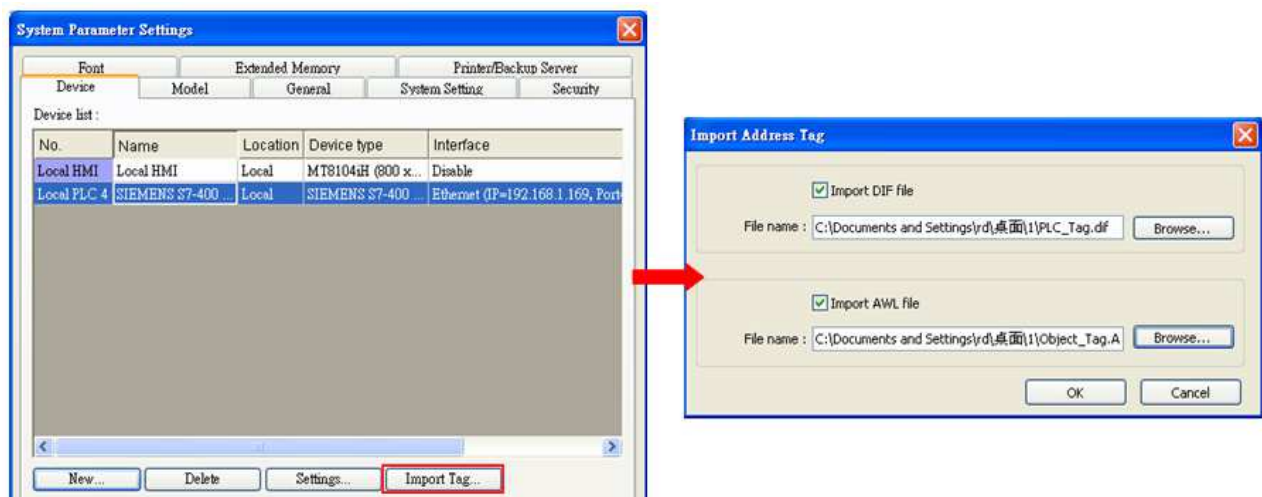 System Parameter Settings
Font Extended Memory Printer/Backup Server
Device Model General System Setting Security
Device list :
No. Name Location Device type Interface
Local HMI Local HMI Local MT8104iH (800 x... Disable
Local PLC 4 SIEMENS S7-400 ... Local SIEMENS S7-400 ... Ethernet (IP=192.168.1.169, Port
New... Delete Settings... Import Tag...
Import Address Tag
Import DIF file
File name : C:\Documents and Settings\rd\桌面\1\PLC_Tag.dif Browse...
Import AWL file
File name : C:\Documents and Settings\rd\桌面\1\Object_Tag.A Browse...
OK Cancel